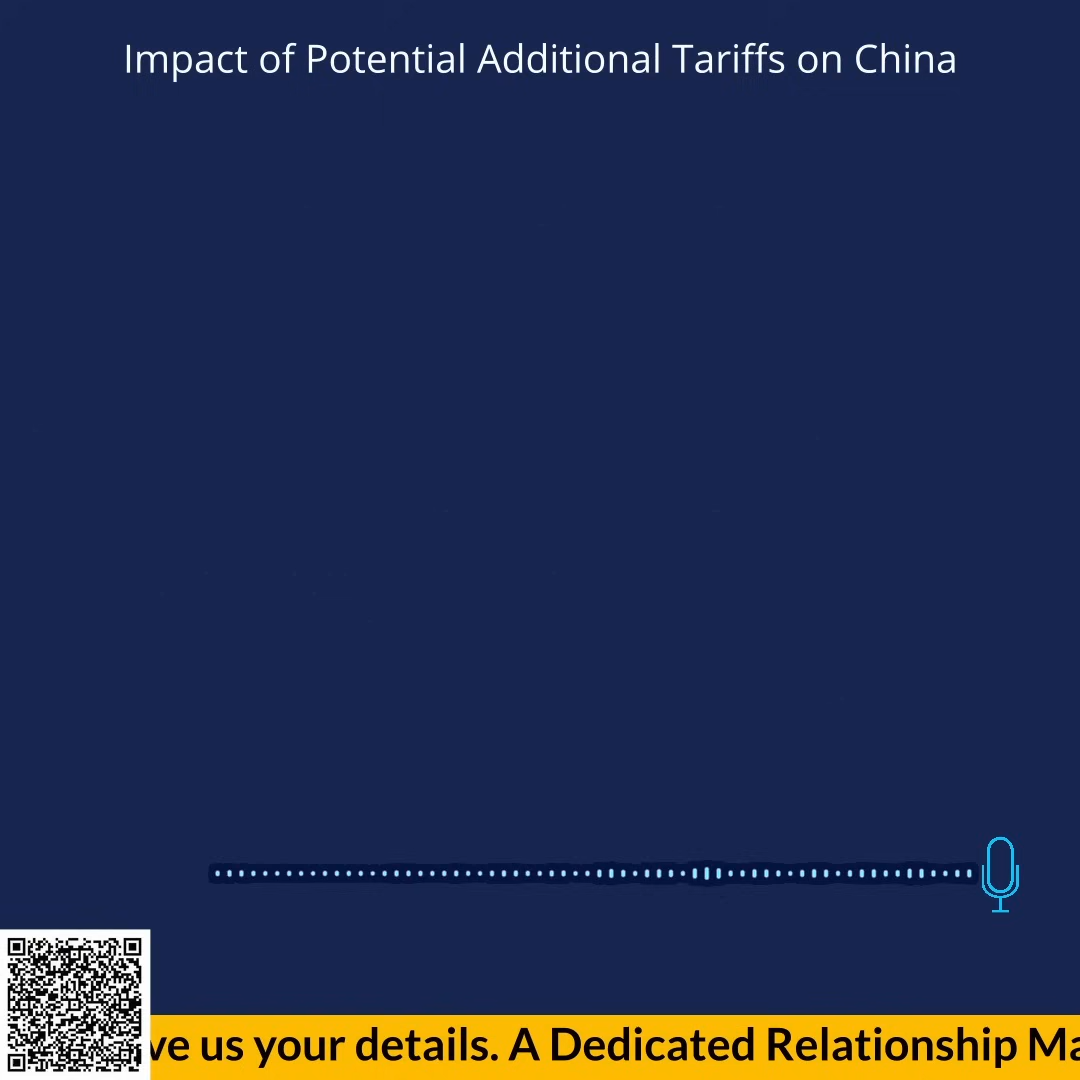 Impact of Potential Additional Tariffs on China
ve us your details. A Dedicated Relationship Ma